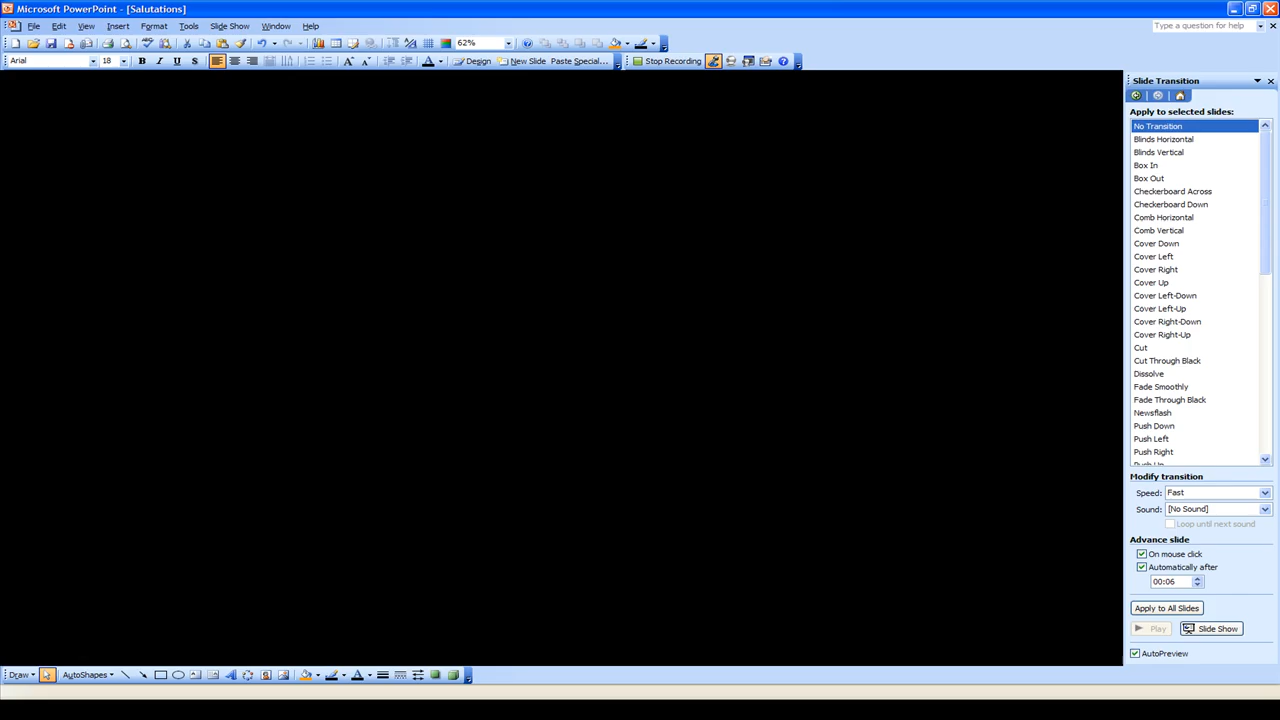 Microsoft PowerPoint - [Salutations]
File Edit View Insert Format Tools Slide Show Window Help
Type a question for help
62%
Arial 18 B I U S A Design New Slide Paste Special... Stop Recording
Slide Transition
Apply to selected slides:
No Transition
Blinds Horizontal
Blinds Vertical
Box In
Box Out
Checkerboard Across
Checkerboard Down
Comb Horizontal
Comb Vertical
Cover Down
Cover Left
Cover Right
Cover Up
Cover Left-Down
Cover Left-Up
Cover Right-Down
Cover Right-Up
Cut
Cut Through Black
Dissolve
Fade Smoothly
Fade Through Black
Newsflash
Push Down
Push Left
Push Right
Push Up
Modify transition
Speed: Fast
Sound: [No Sound]
Loop until next sound
Advance slide
On mouse click
Automatically after
00:06
Apply to All Slides
Play Slide Show
AutoPreview
Draw AutoShapes